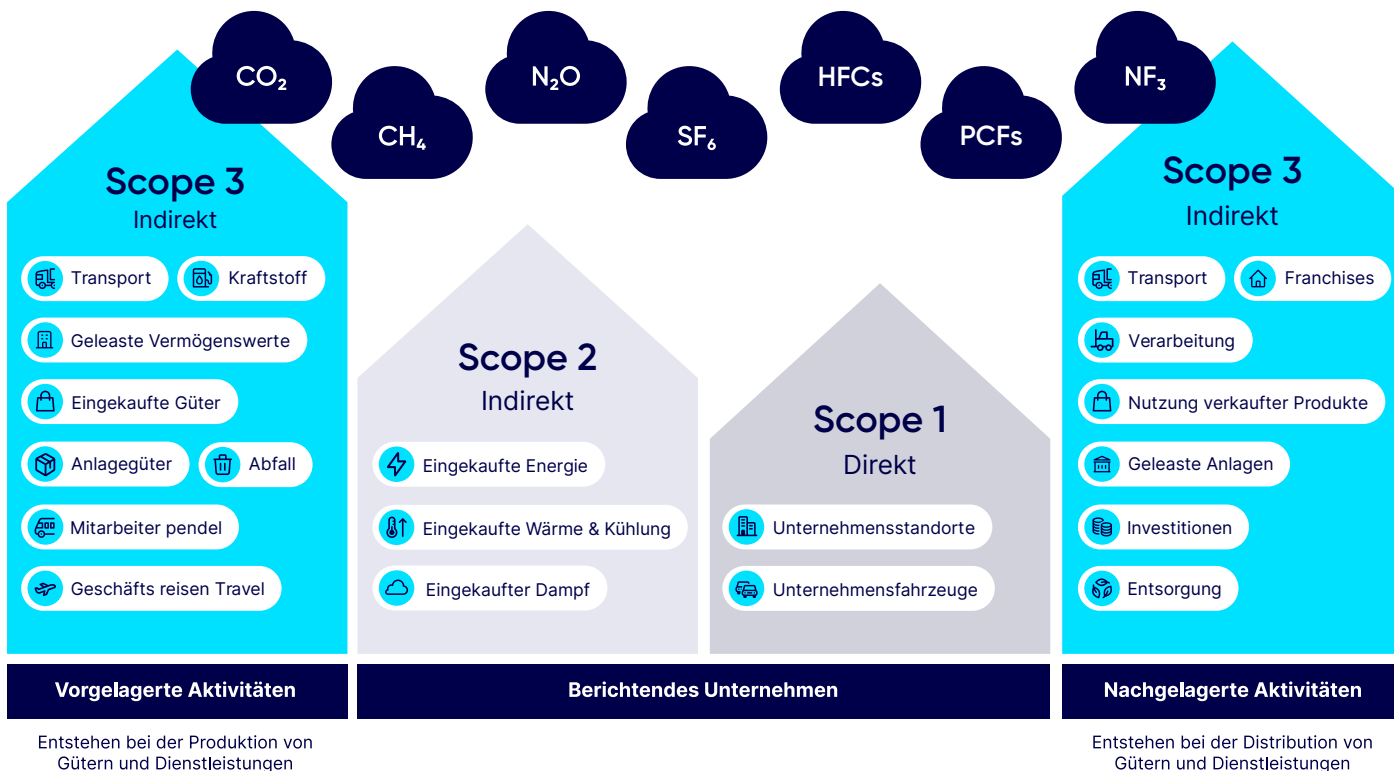 CO₂
CH₄
N₂O
SF₆
HFCs
PCFs
NF₃
Scope 3
Indirekt
Transport
Kraftstoff
Geleaste Vermögenswerte
Eingekaufte Güter
Anlagegüter
Abfall
Mitarbeiter pendel
Geschäfts reisen Travel
Vorgelagerte Aktivitäten
Entstehen bei der Produktion von
Gütern und Dienstleistungen
Scope 2
Indirekt
Eingekaufte Energie
Eingekaufte Wärme & Kühlung
Eingekaufter Dampf
Scope 1
Direkt
Unternehmensstandorte
Unternehmensfahrzeuge
Berichtendes Unternehmen
Scope 3
Indirekt
Transport
Franchises
Verarbeitung
Nutzung verkaufter Produkte
Geleaste Anlagen
Investitionen
Entsorgung
Nachgelagerte Aktivitäten
Entstehen bei der Distribution von
Gütern und Dienstleistungen